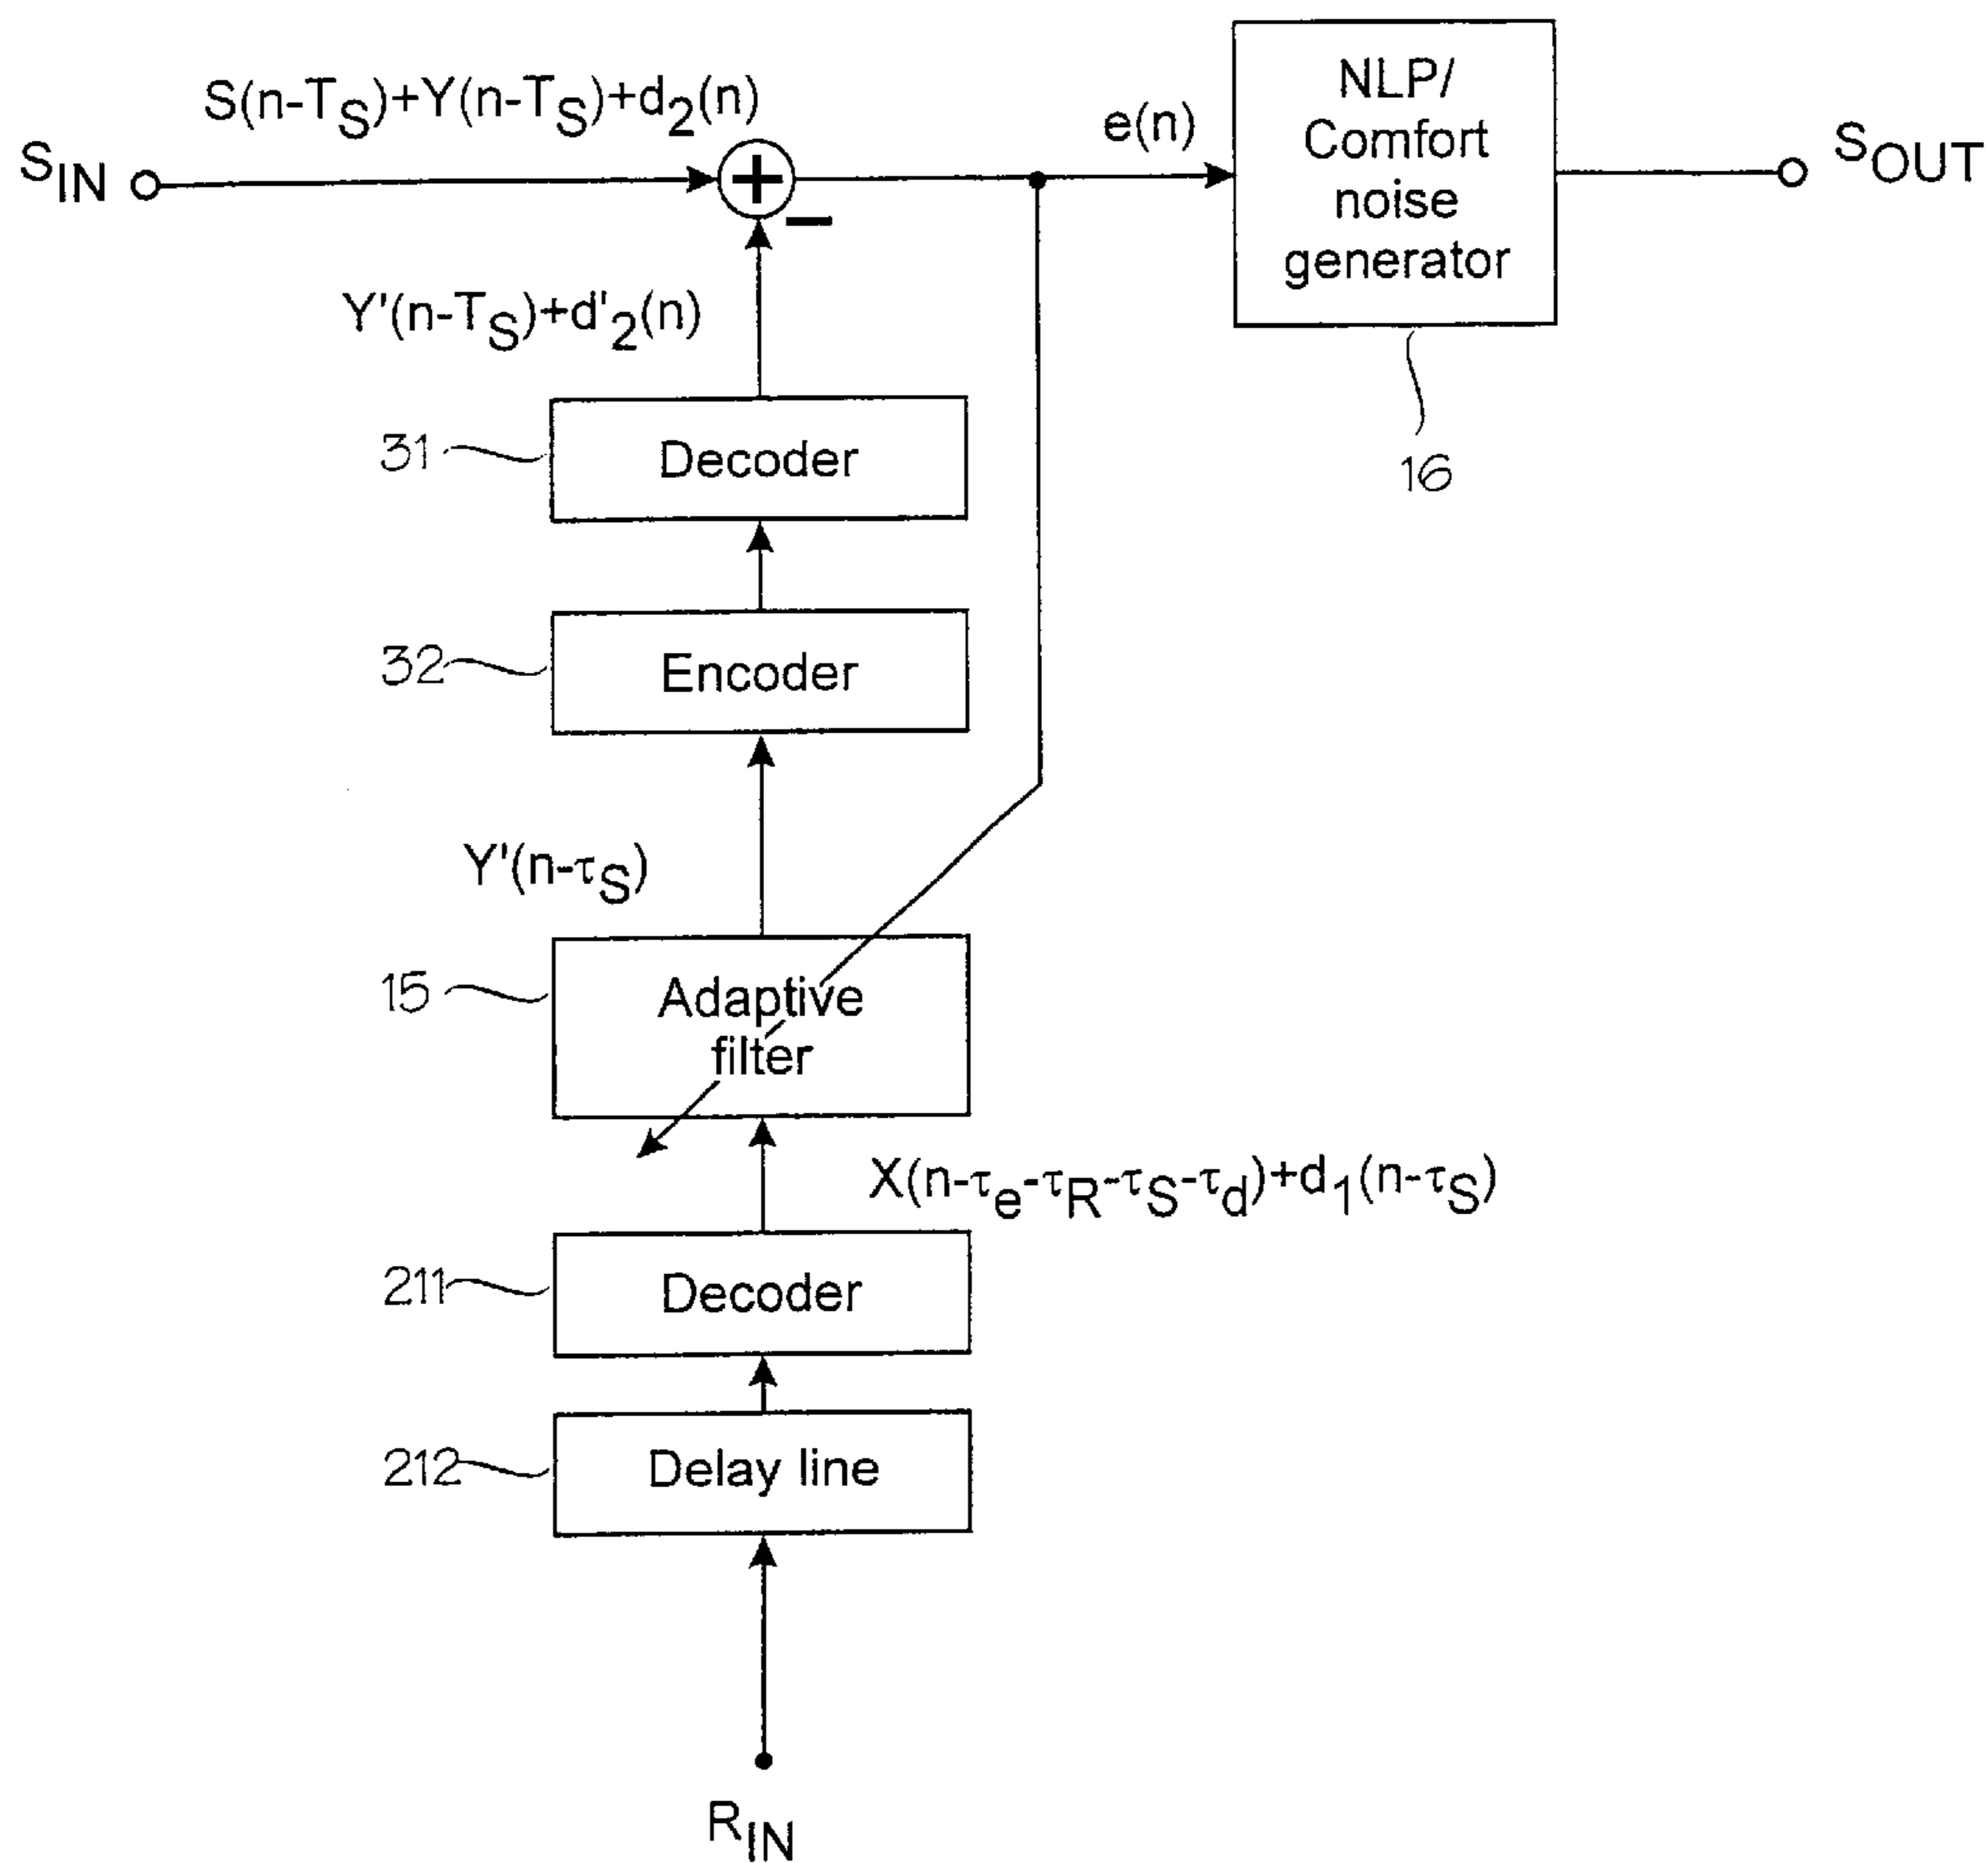 S(n-TS)+Y(n-TS)+d2(n)
SIN
+
−
e(n)
NLP/
Comfort
noise
generator
SOUT
16
Y'(n-TS)+d'2(n)
31
Decoder
32
Encoder
Y'(n-τS)
15
Adaptive
filter
X(n-τe-τR-τS-τd)+d1(n-τS)
211
Decoder
212
Delay line
RIN